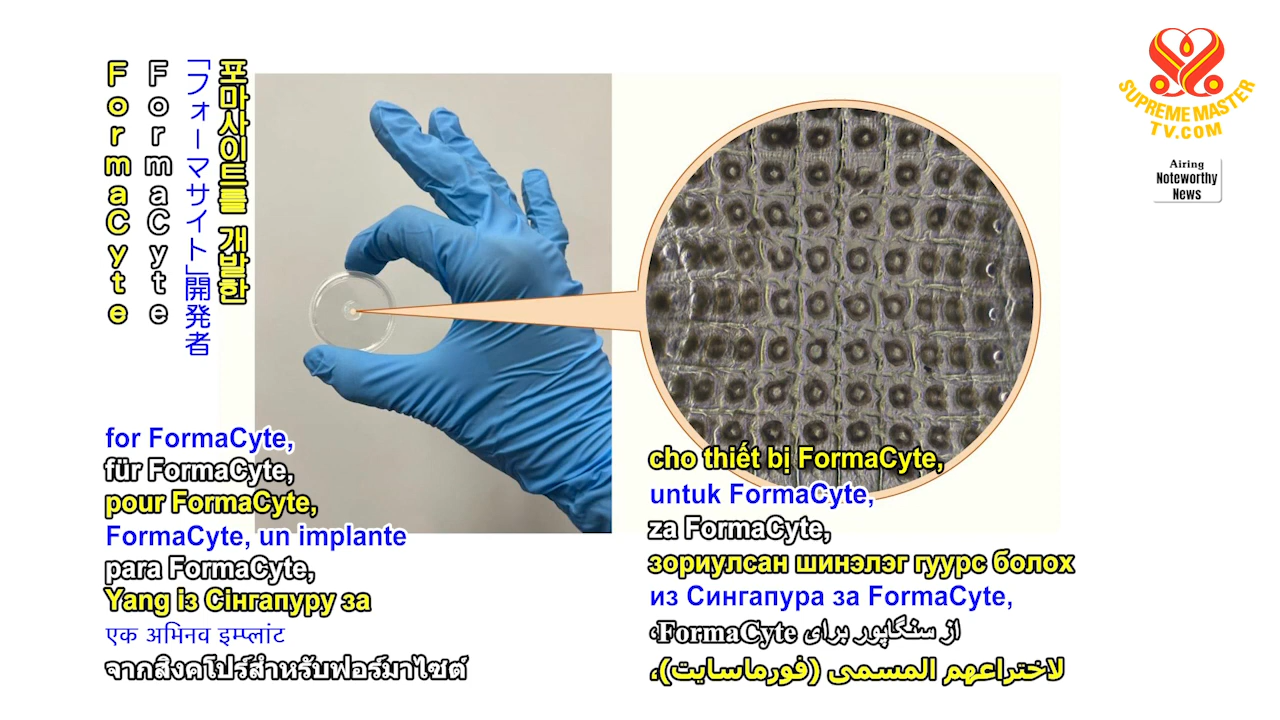 FormaCyte
FormaCyte
「フォーマサイト」開発者
포마사이트를 개발한
SUPREME MASTER
TV.COM
Airing
Noteworthy
News
for FormaCyte,
für FormaCyte,
pour FormaCyte,
FormaCyte, un implante
para FormaCyte,
Yang із Сінгапуру за
एक अभिनव इम्प्लांट
จากสิงคโปร์สำหรับฟอร์มาไซต์
cho thiết bị FormaCyte,
untuk FormaCyte,
za FormaCyte,
зориулсан шинэлэг гуурс болох
из Сингапура за FormaCyte,
از سنگاپور برای FormaCyte،
لاختراعهم المسمى (فورماسايت)،